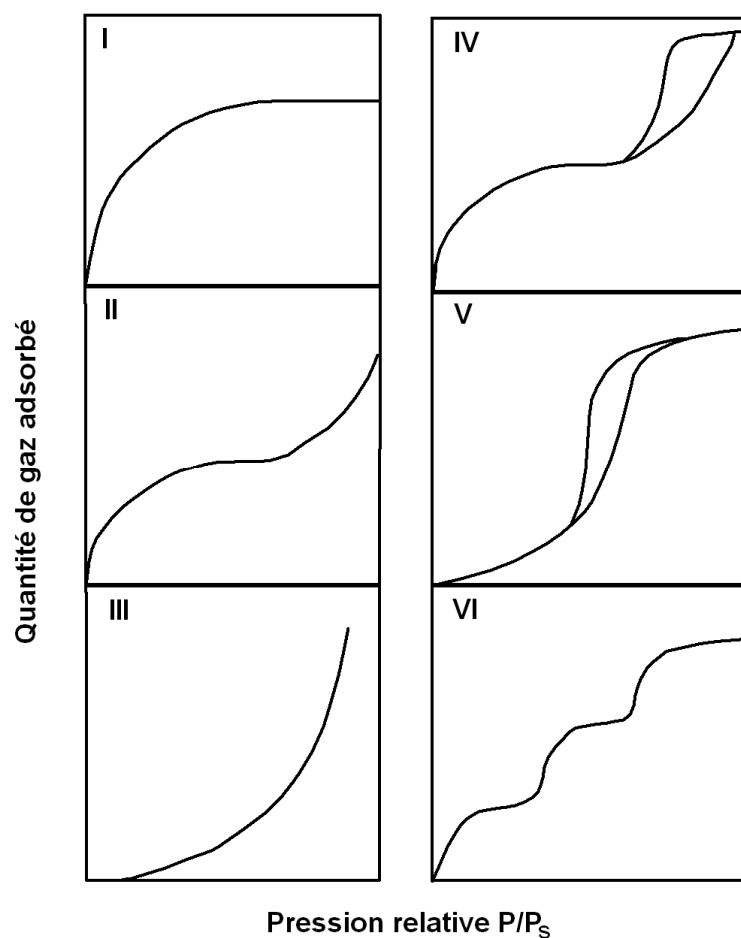 I
IV
II
V
III
VI
Quantité de gaz adsorbé
Pression relative P/Ps